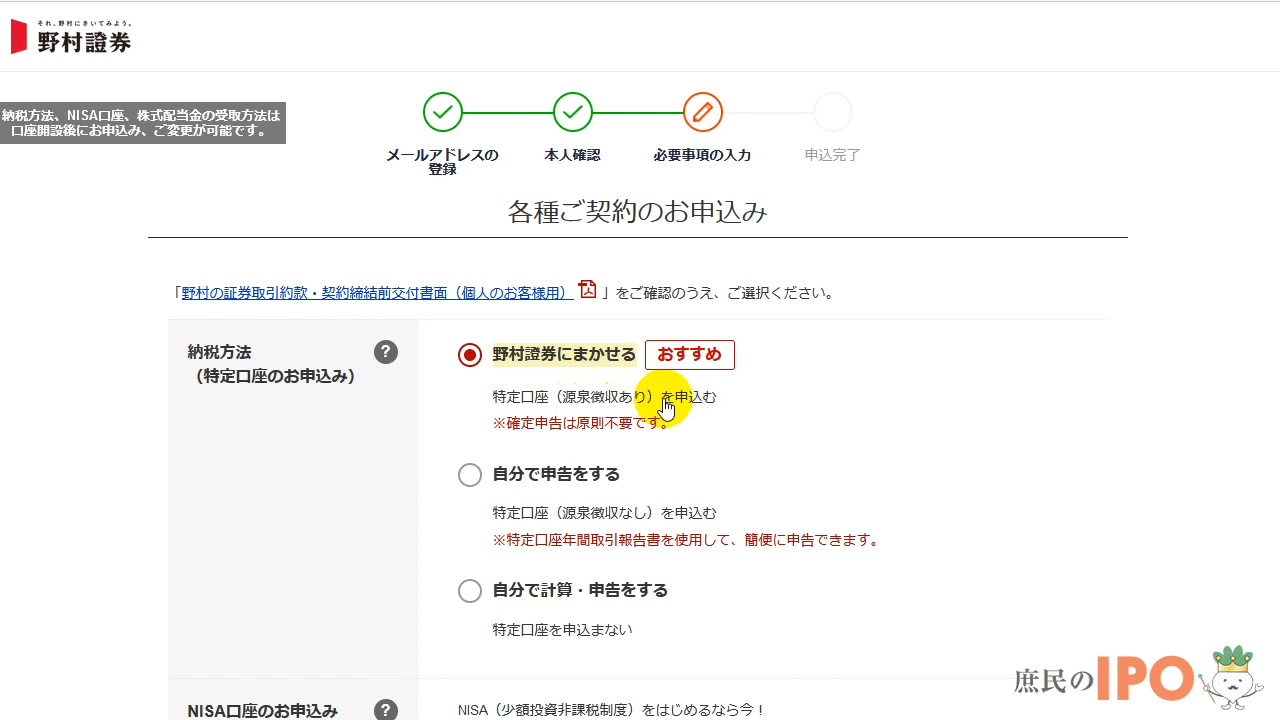 それ、野村にきいてみよう。
野村證券
納税方法、NISA口座、株式配当金の受取方法は
口座開設後にお申込み、ご変更が可能です。
メールアドレスの
登録
本人確認
必要事項の入力
申込完了
各種ご契約のお申込み
「野村の証券取引約款・契約締結前交付書面（個人のお客様用）」をご確認のうえ、ご選択ください。
納税方法
（特定口座のお申込み）
?
野村證券にまかせる
おすすめ
特定口座（源泉徴収あり）を申込む
※確定申告は原則不要です。
自分で申告をする
特定口座（源泉徴収なし）を申込む
※特定口座年間取引報告書を使用して、簡便に申告できます。
自分で計算・申告をする
特定口座を申込まない
NISA口座のお申込み
?
NISA（少額投資非課税制度）をはじめるなら今！
庶民のIPO